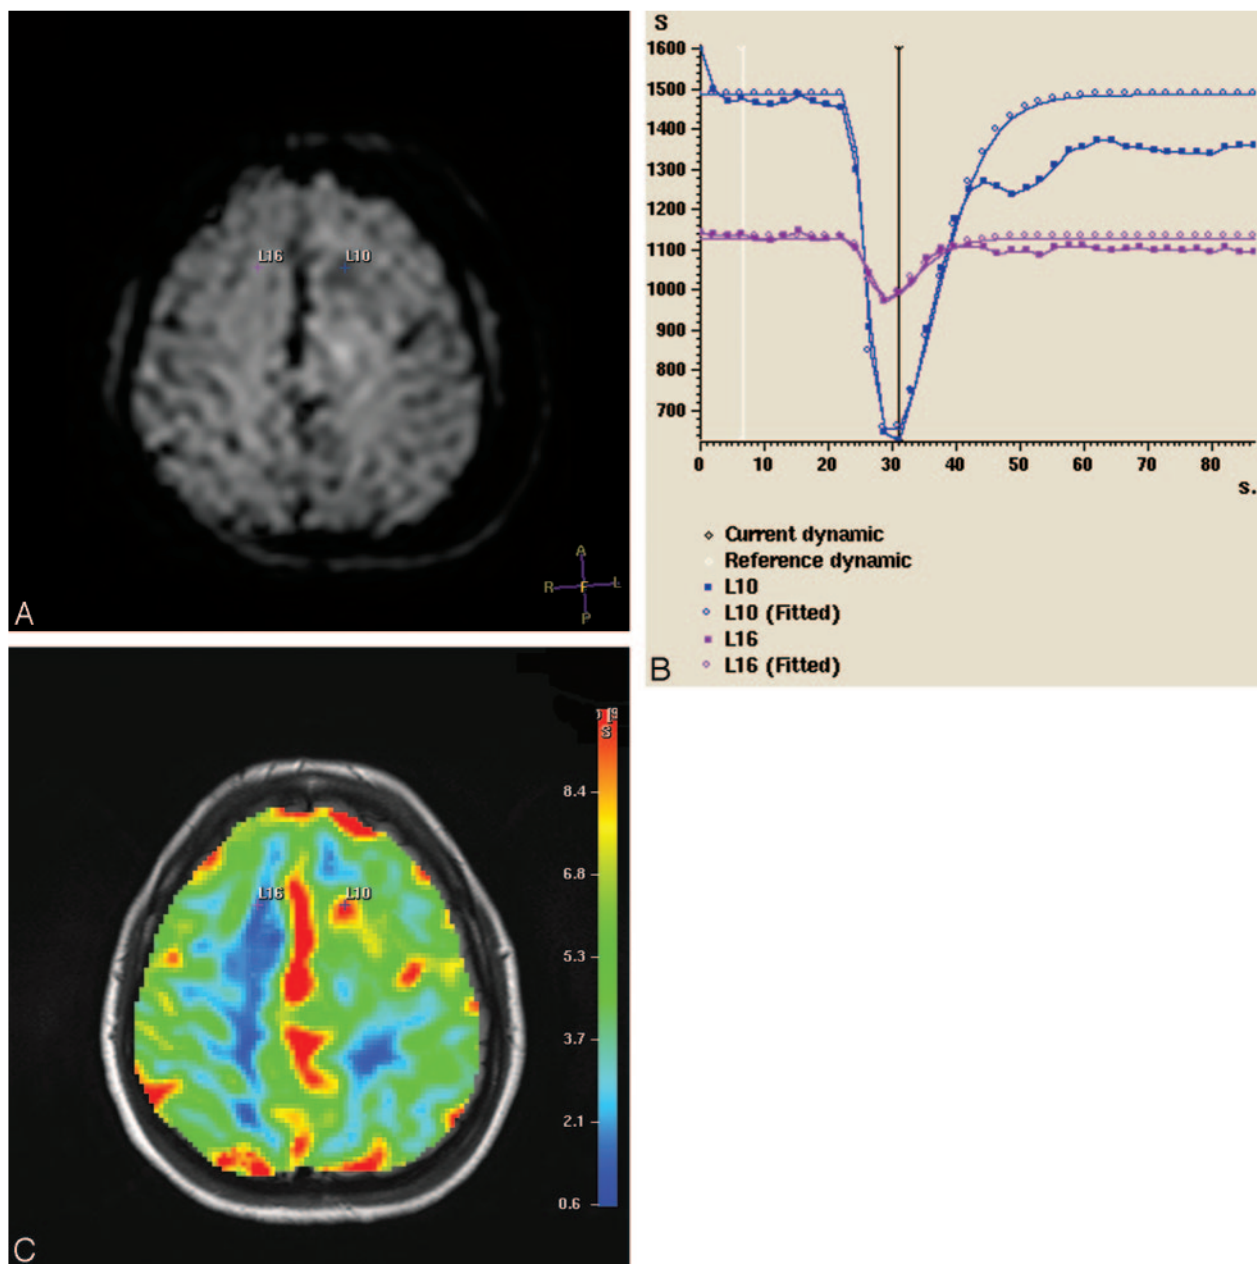 L16 L10
A
R F L
P
A
S
1600
1500
1400
1300
1200
1100
1000
900
800
700
0 10 20 30 40 50 60 70 80
s.
Current dynamic
Reference dynamic
L10
L10 (Fitted)
L16
L16 (Fitted)
B
S
8.4
6.8
5.3
3.7
2.1
0.6
L16 L10
C